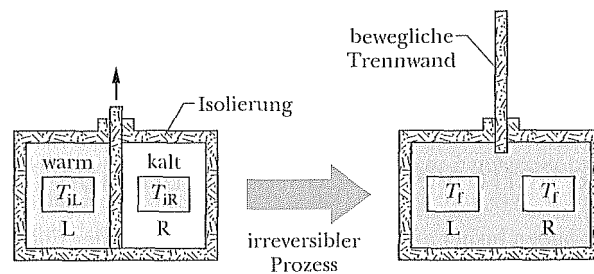 bewegliche
Trennwand
Isolierung
warm
kalt
T_iL
T_iR
L
R
irreversibler
Prozess
T_f
T_f
L
R